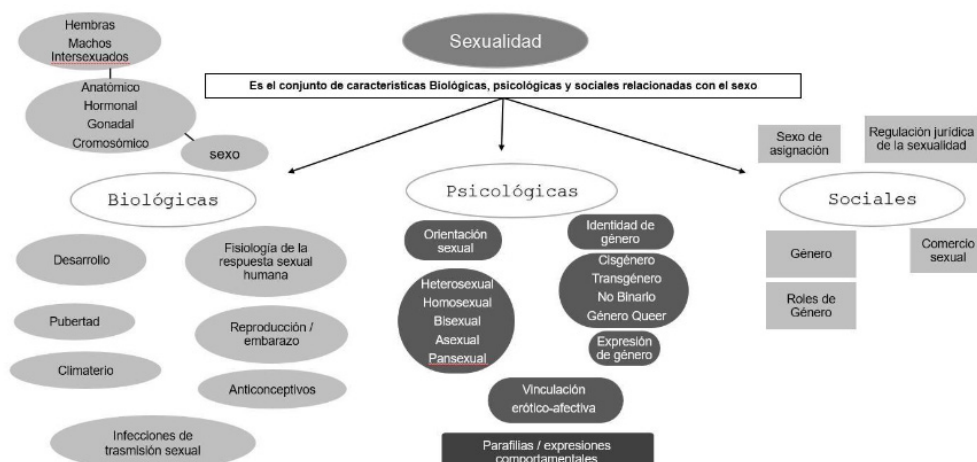 Hembras
Machos
Intersexuados
Anatómico
Hormonal
Gonadal
Cromosómico
sexo
Sexualidad
Es el conjunto de características Biológicas, psicológicas y sociales relacionadas con el sexo
Sexo de
asignación
Regulación jurídica
de la sexualidad
Biológicas
Psicológicas
Sociales
Desarrollo
Fisiología de la
respuesta sexual
humana
Pubertad
Reproducción /
embarazo
Climaterio
Anticonceptivos
Infecciones de
trasmisión sexual
Orientación
sexual
Heterosexual
Homosexual
Bisexual
Asexual
Pansexual
Identidad de
género
Cisgénero
Transgénero
No Binario
Género Queer
Expresión
de género
Vinculación
erótico-afectiva
Parafilias / expresiones
comportamentales
Género
Comercio
sexual
Roles de
Género